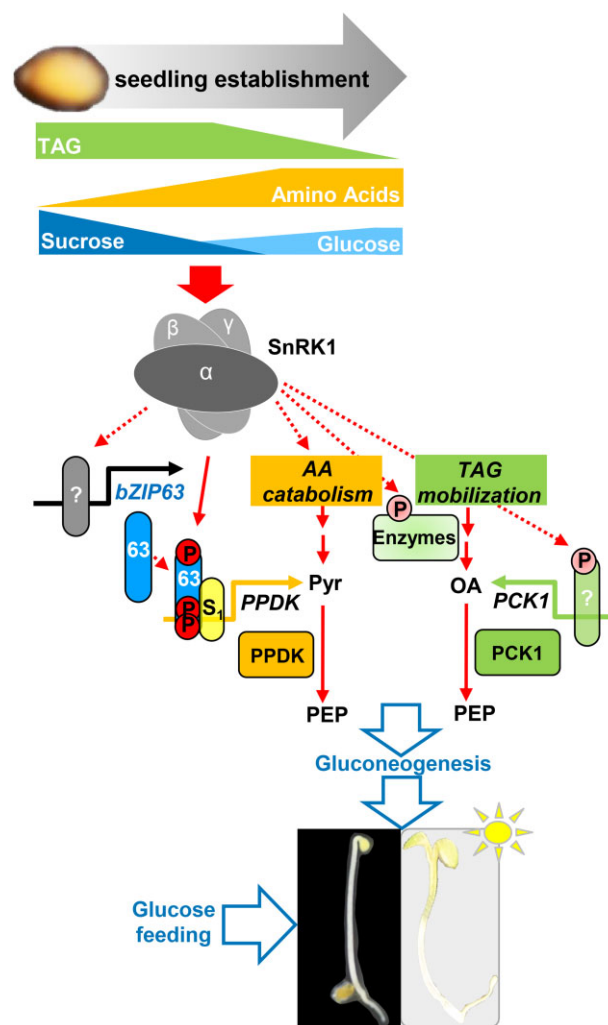 seedling establishment
TAG
Amino Acids
Sucrose
Glucose
β
γ
SnRK1
α
?
bZIP63
AA
catabolism
TAG
mobilization
P
Enzymes
P
63
P
63
S1
P
P
PPDK
Pyr
OA
PCK1
?
PPDK
PCK1
PEP
PEP
Gluconeogenesis
Glucose
feeding